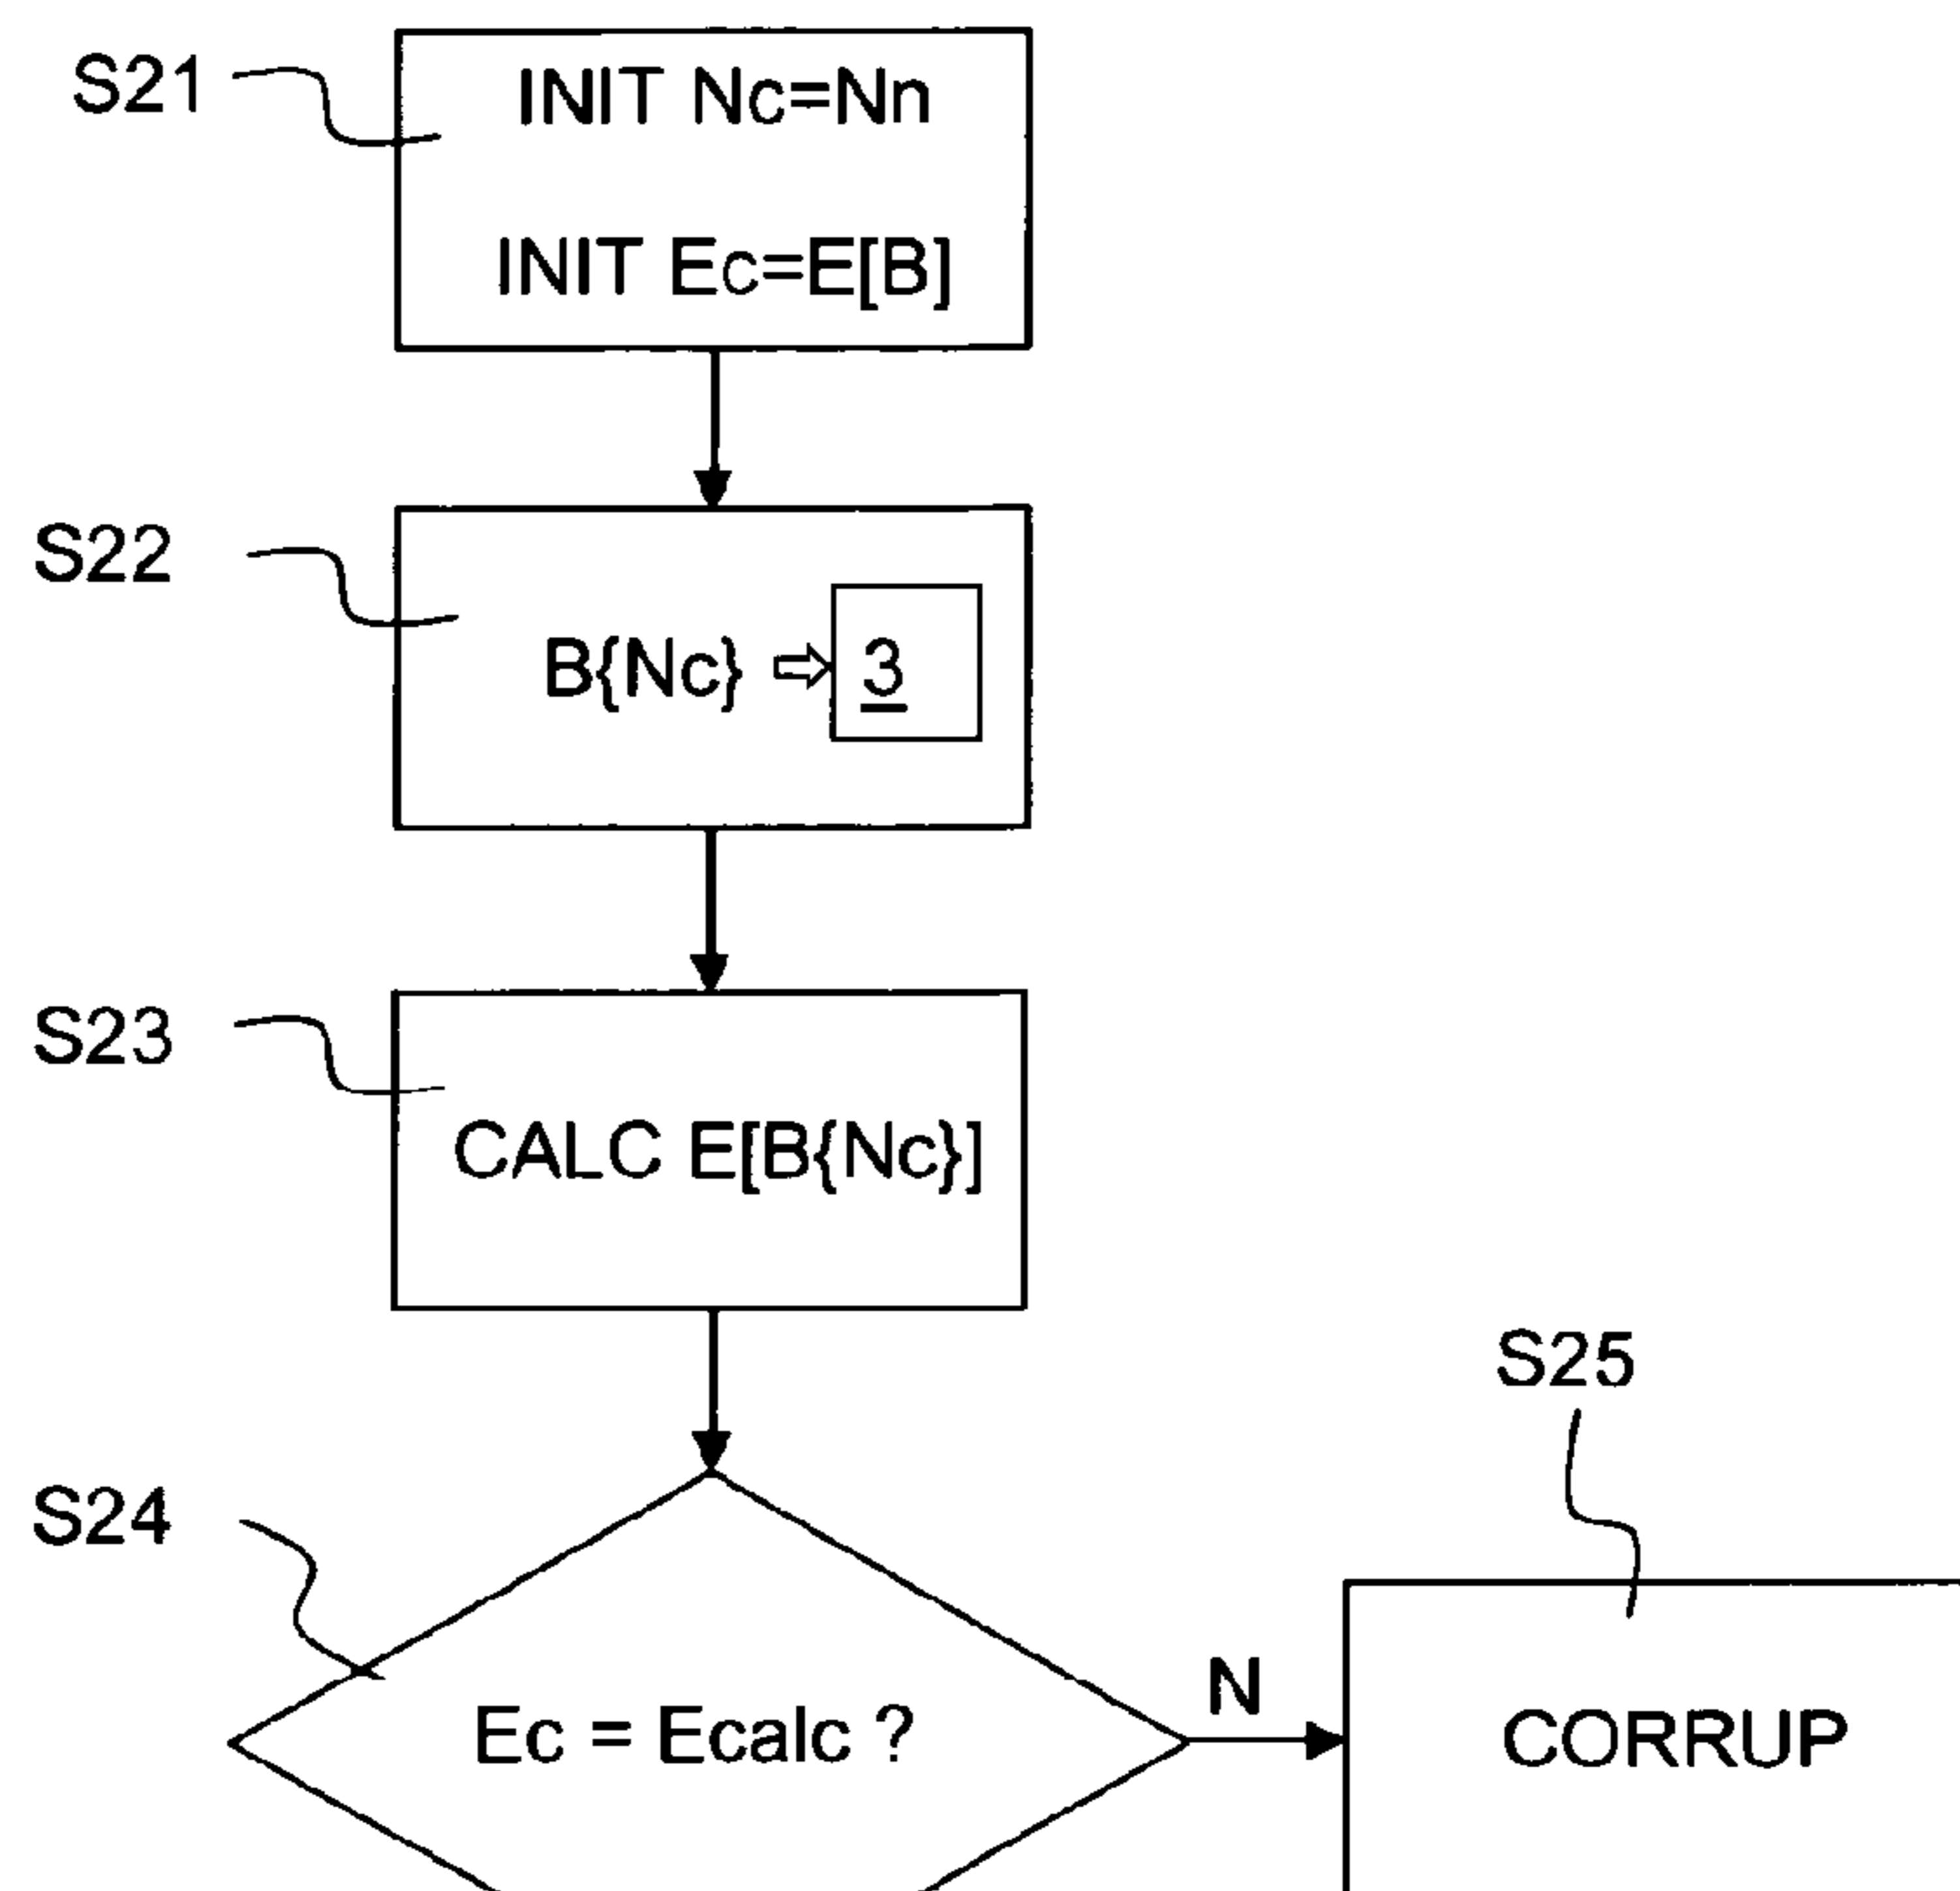 S21
INIT Nc=Nn
INIT Ec=E[B]
S22
B{Nc} ⇨ 3
S23
CALC E[B{Nc}]
S25
S24
N
Ec = Ecalc ?
CORRUP